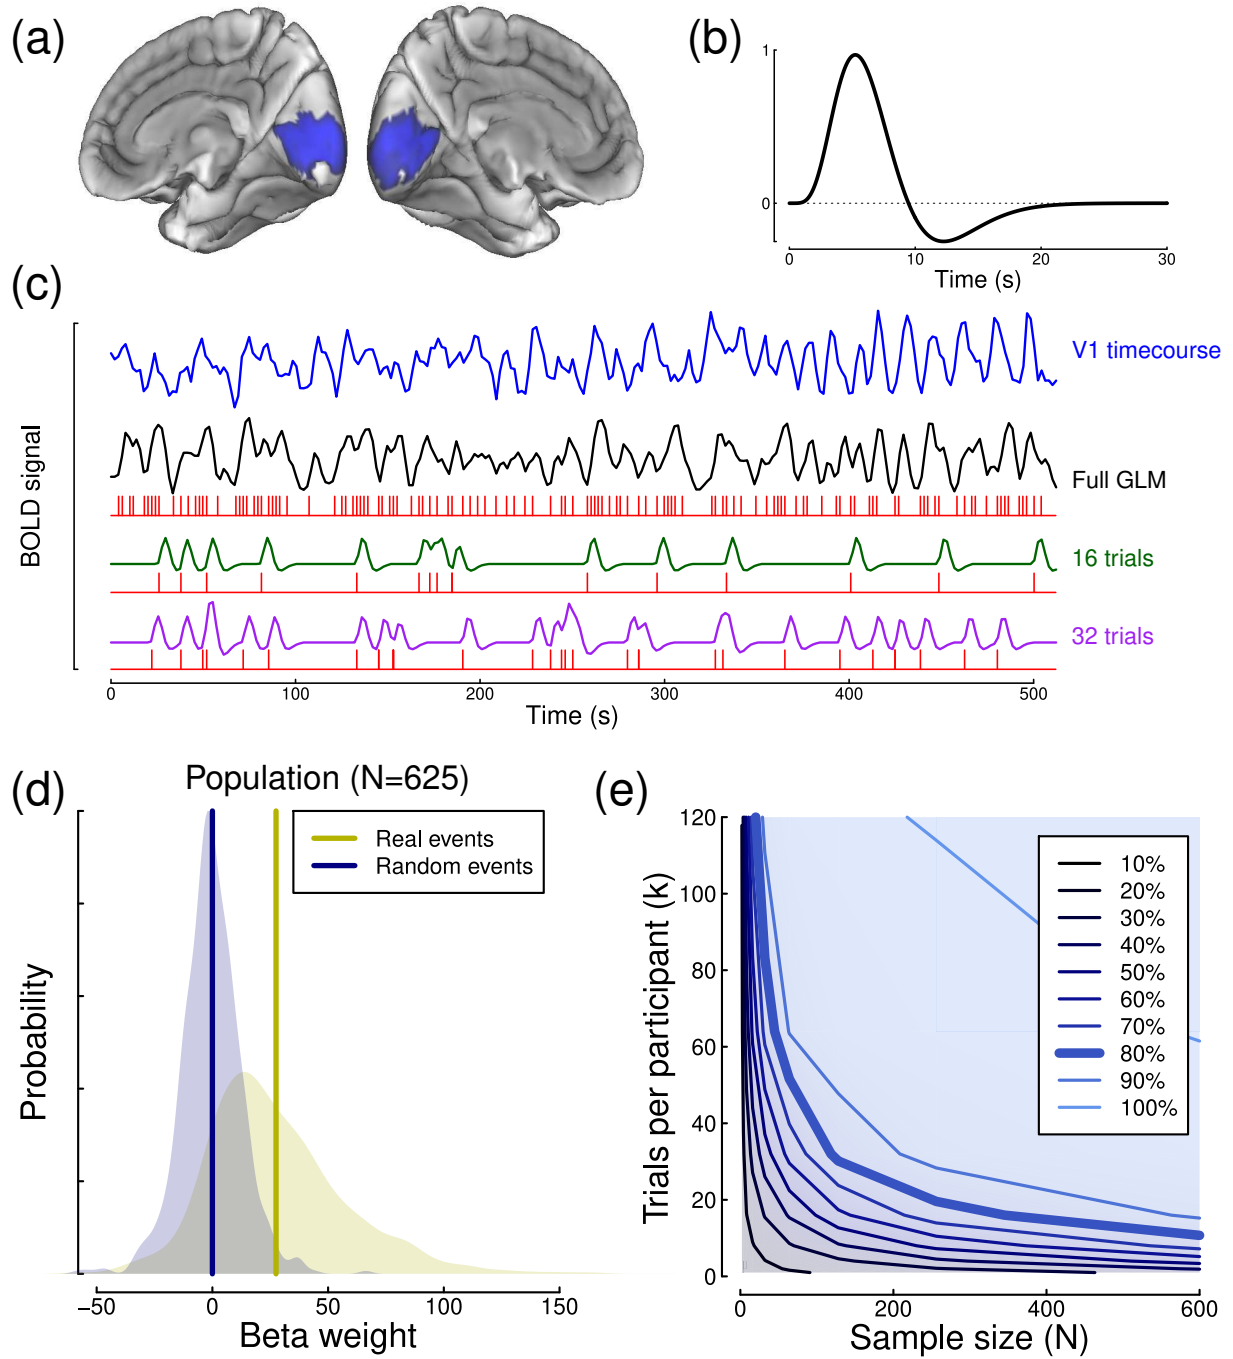 (a)
(b)
1
0
0
10
20
30
Time (s)
(c)
BOLD signal
V1 timecourse
Full GLM
16 trials
32 trials
0
100
200
300
400
500
Time (s)
(d)
Population (N=625)
Real events
Random events
Probability
−50
0
50
100
150
Beta weight
(e)
Trials per participant (k)
120
100
80
60
40
20
0
10%
20%
30%
40%
50%
60%
70%
80%
90%
100%
0
200
400
600
Sample size (N)